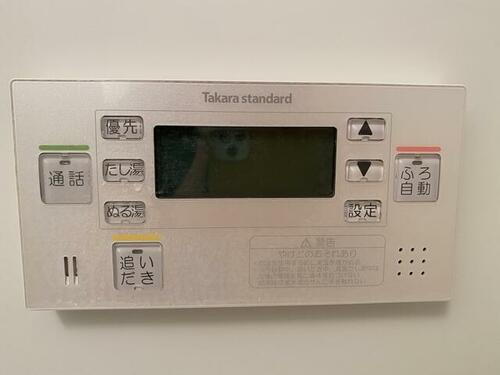 Takara standard
優先
通話
たし湯
ぬる湯
追い
だき
▲
▼
設定
ふろ
自動
警告
やけどのおそれあり